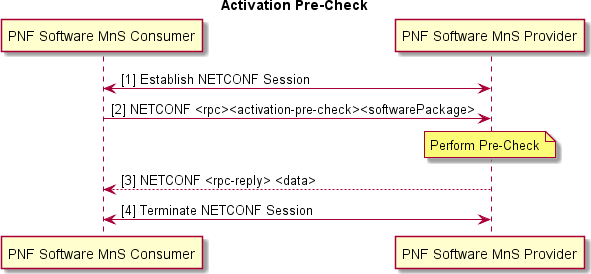 Activation Pre-Check
PNF Software MnS Consumer
PNF Software MnS Provider
[1] Establish NETCONF Session
[2] NETCONF <rpc><activation-pre-check><softwarePackage>
Perform Pre-Check
[3] NETCONF <rpc-reply> <data>
[4] Terminate NETCONF Session
PNF Software MnS Consumer
PNF Software MnS Provider